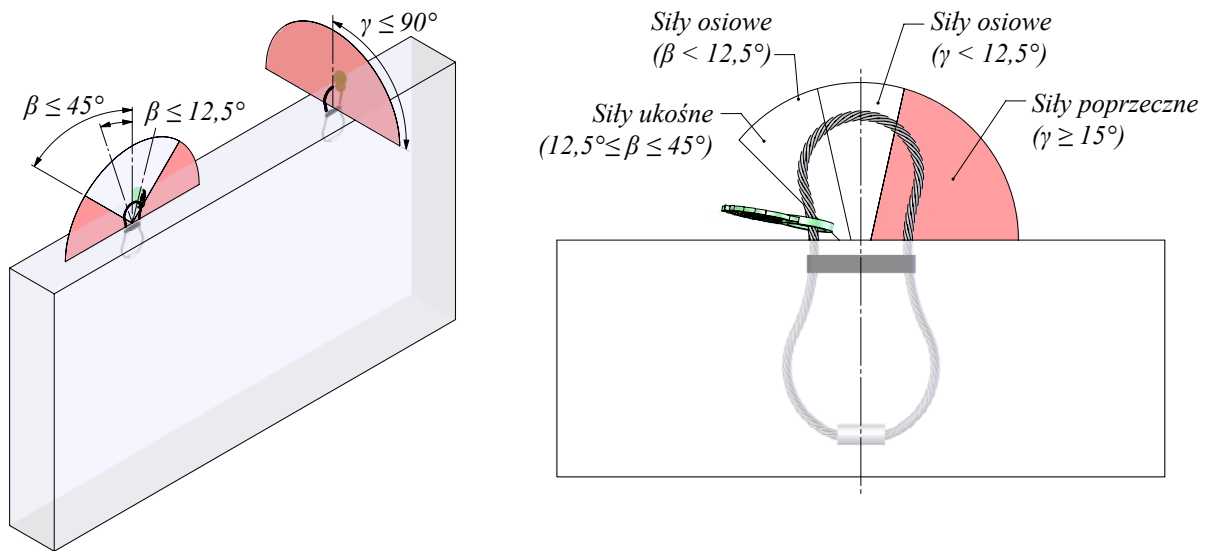 γ ≤ 90°
β ≤ 45°
β ≤ 12,5°
Siły osiowe
(β < 12,5°)
Siły osiowe
(γ < 12,5°)
Siły ukośne
(12,5°≤ β ≤ 45°)
Siły poprzeczne
(γ ≥ 15°)